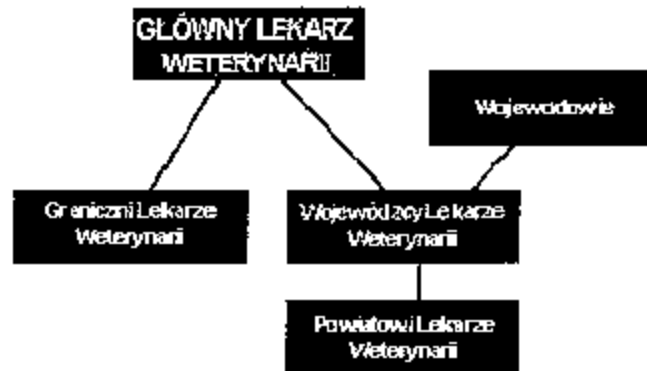 GŁÓWNY LEKARZ
WETERYNARII
Wojewodowie
Graniczni Lekarze
Weterynarii
Wojewódzcy Lekarze
Weterynarii
Powiatowi Lekarze
Weterynarii